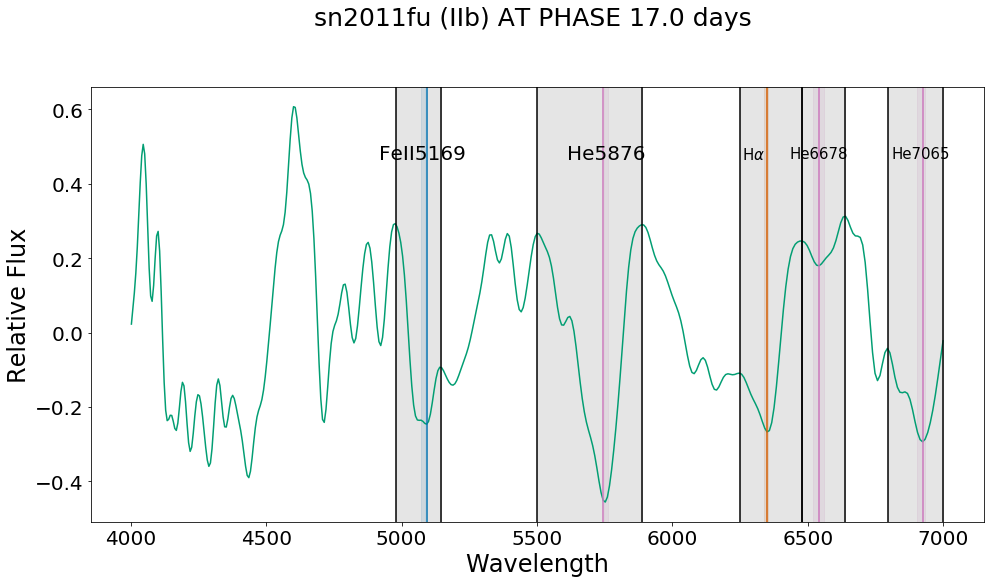 sn2011fu (IIb) AT PHASE 17.0 days
Relative Flux
0.6
0.4
0.2
0.0
−0.2
−0.4
FeII5169
He5876
Hα
He6678
He7065
4000
4500
5000
5500
6000
6500
7000
Wavelength